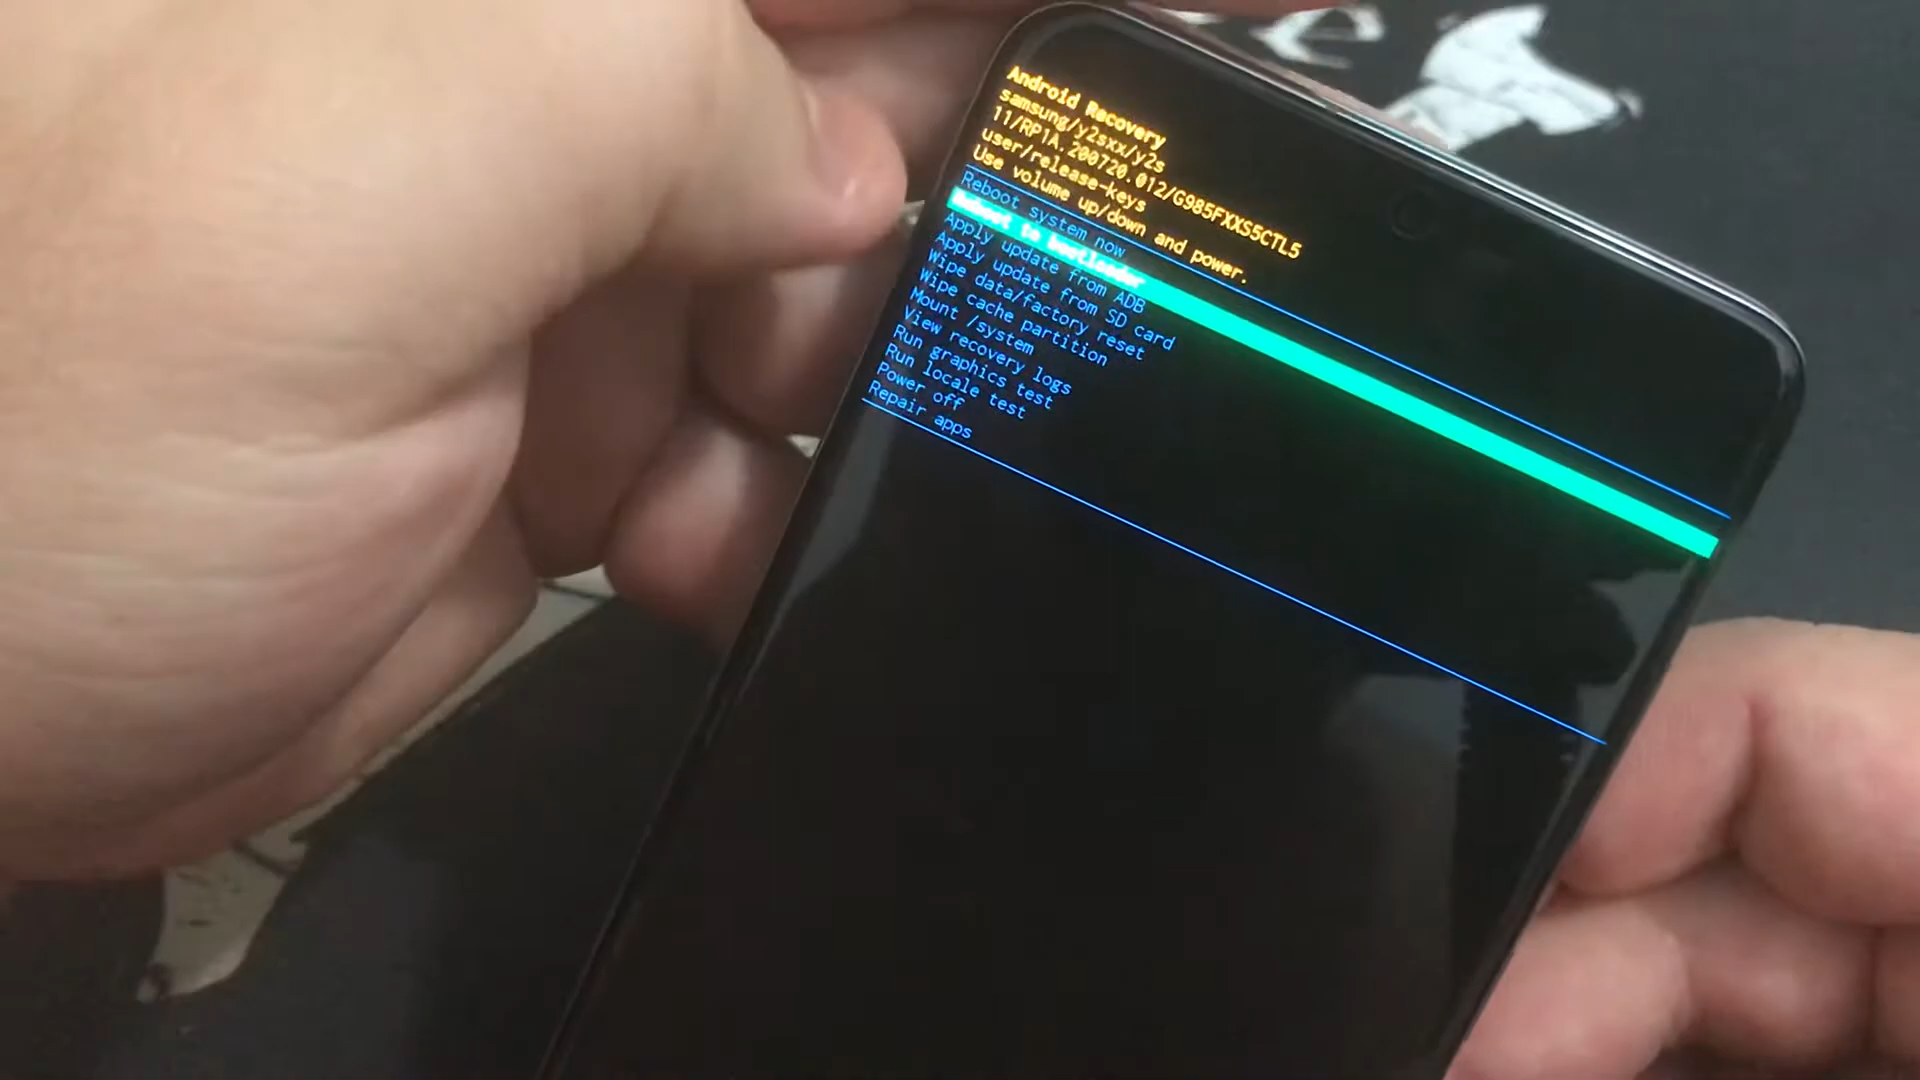 Android Recovery
samsung/y2sxx/y2s
11/RP1A.200720.012/G985FXXS5CTL5
user/release-keys
Use volume up/down and power.
Reboot system now
Reboot to bootloader
Apply update from ADB
Apply update from SD card
Wipe data/factory reset
Wipe cache partition
Mount /system
View recovery logs
Run graphics test
Run locale test
Power off
Repair apps